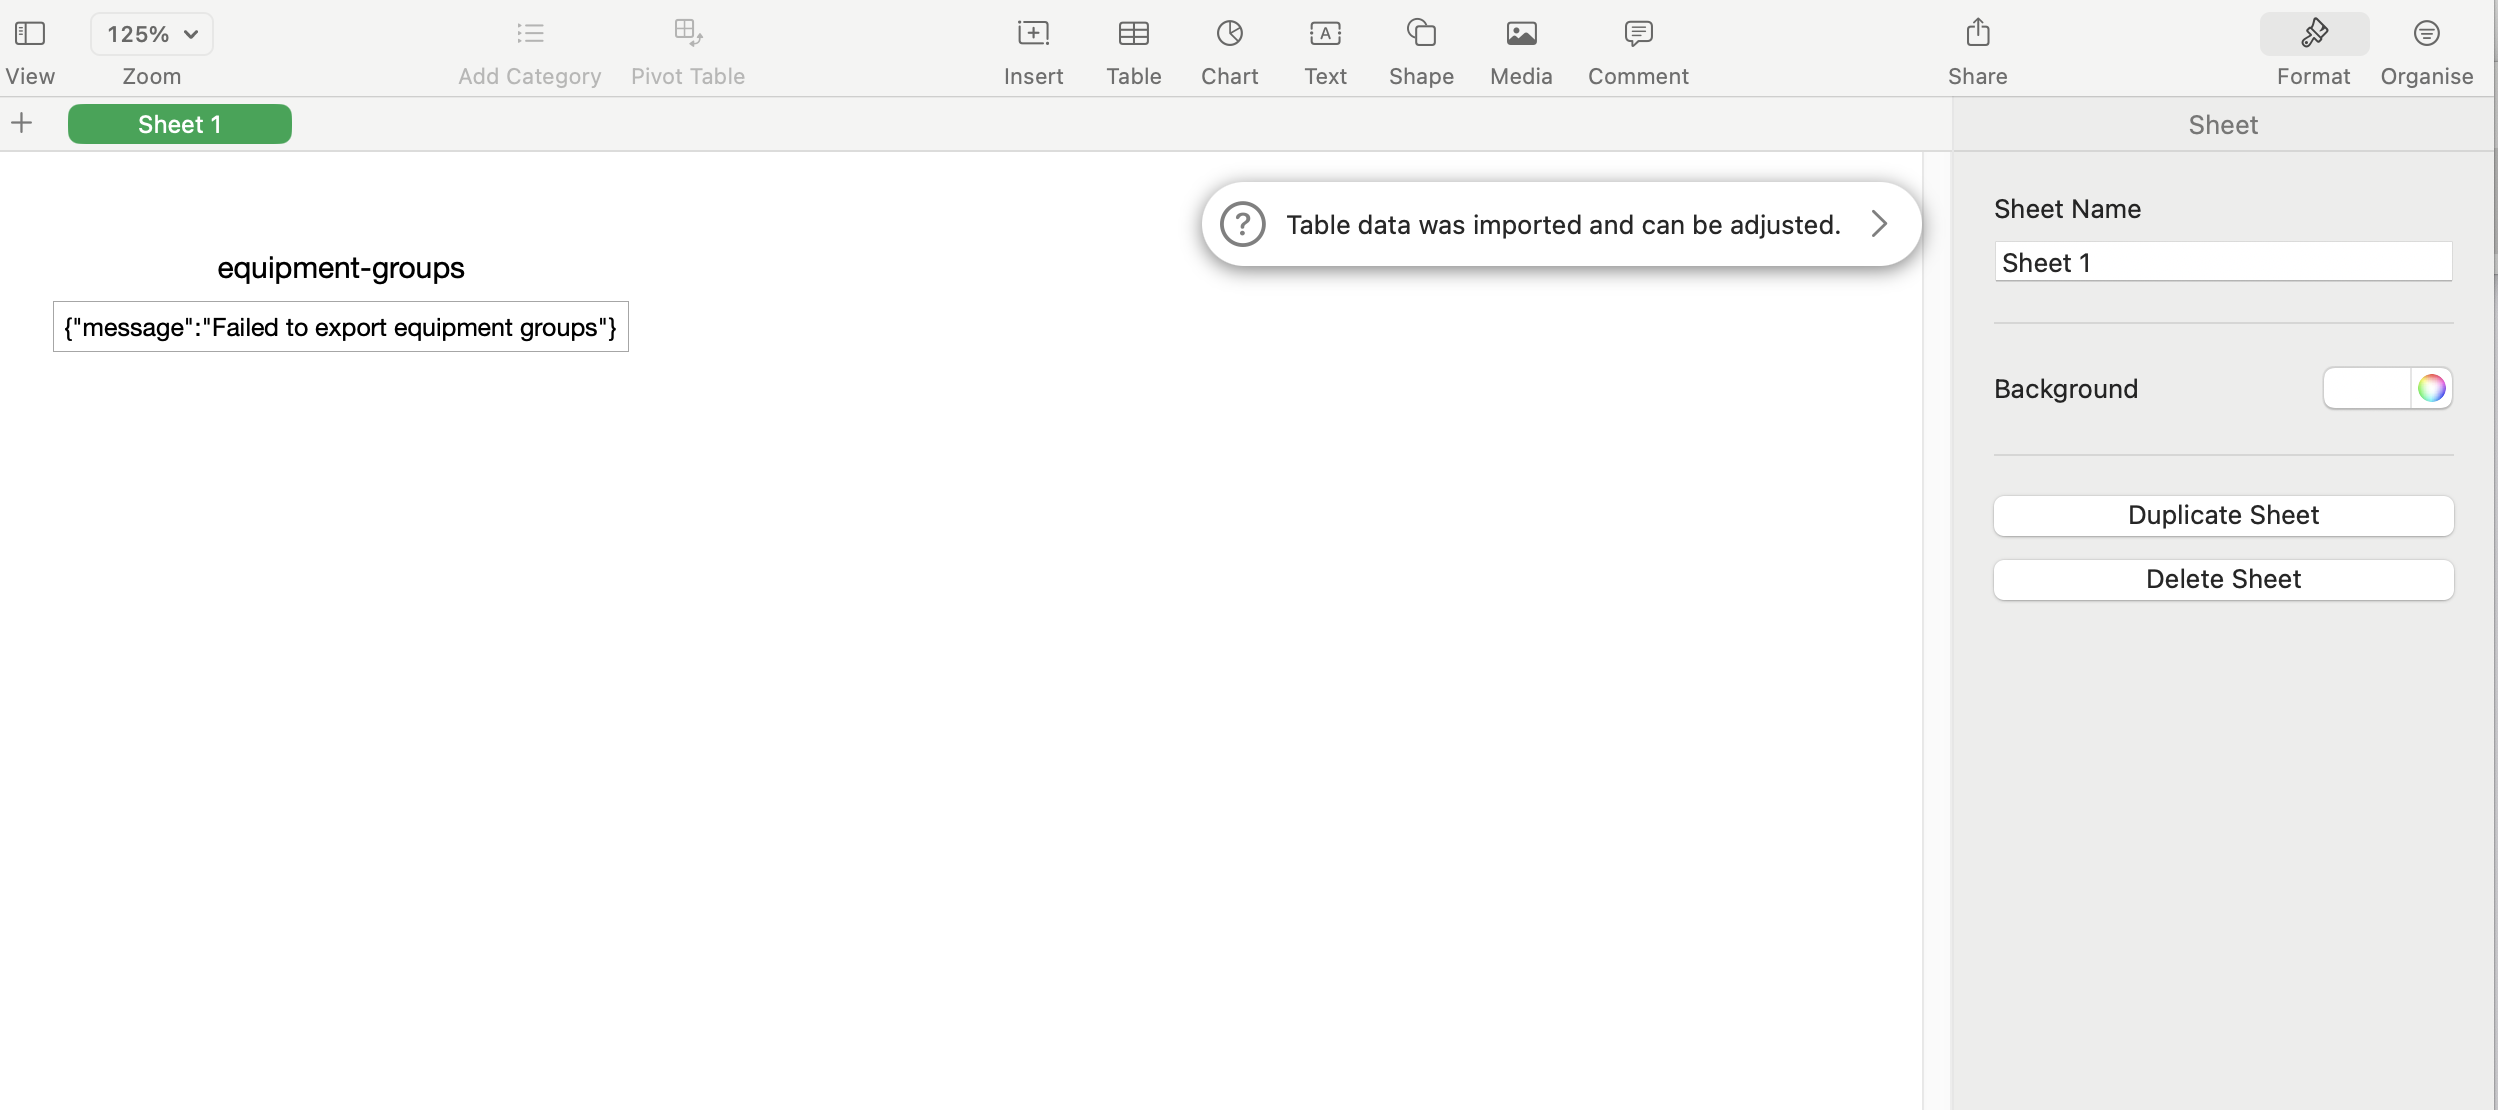 125%
View
Zoom
Add Category
Pivot Table
Insert
Table
Chart
Text
Shape
Media
Comment
Share
Format
Organise
Sheet 1
Sheet
Table data was imported and can be adjusted.
equipment-groups
{"message":"Failed to export equipment groups"}
Sheet Name
Sheet 1
Background
Duplicate Sheet
Delete Sheet